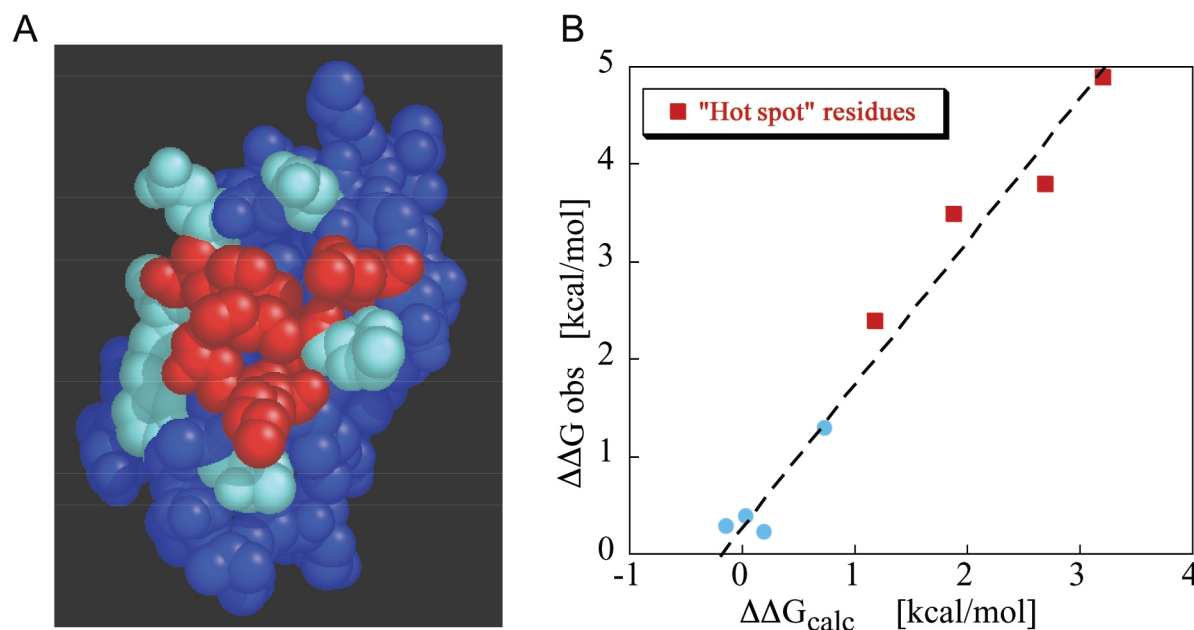 A
B
5
"Hot spot" residues
4
3
2
1
0
ΔΔG obs [kcal/mol]
-1 0 1 2 3 4
ΔΔGcalc [kcal/mol]